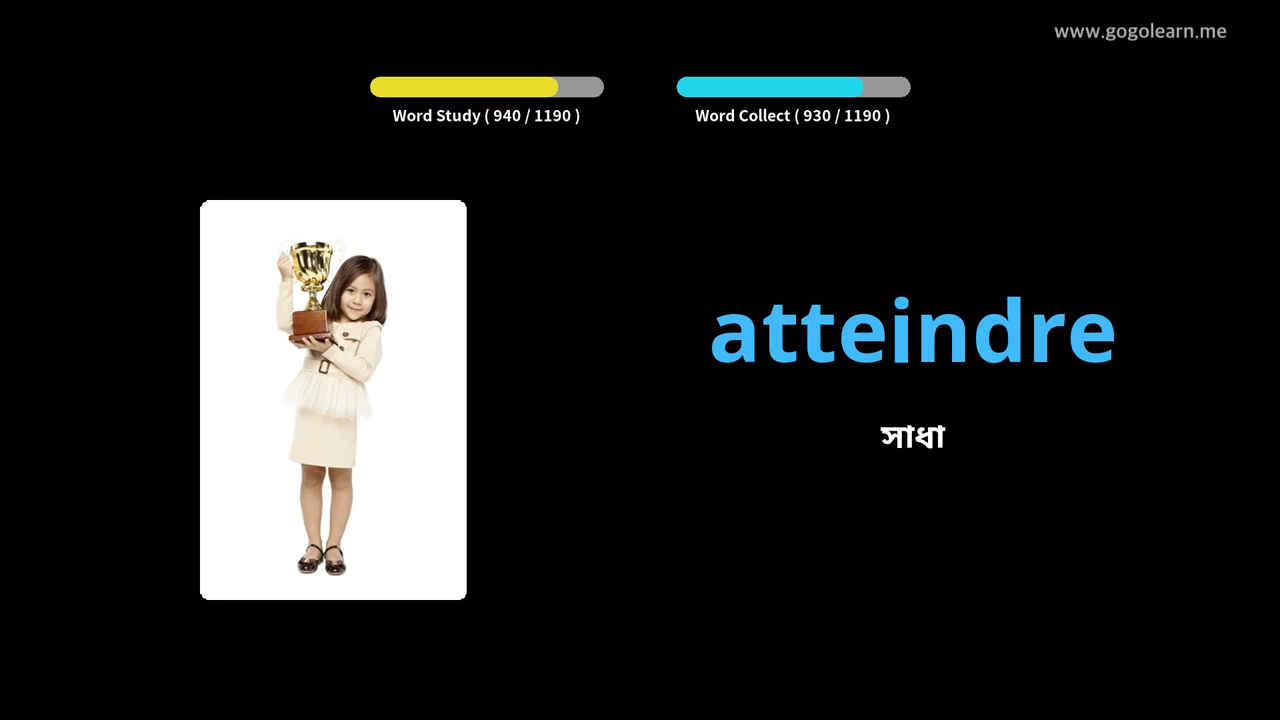 www.gogolearn.me
Word Study ( 940 / 1190 )
Word Collect ( 930 / 1190 )
atteindre
সাধা